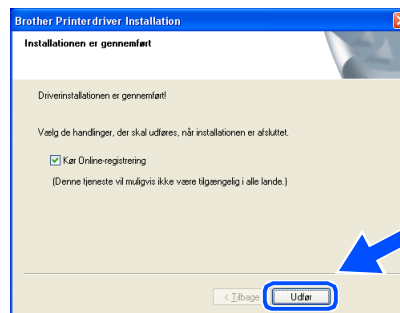 Brother Printerdriver Installation
Installationen er gennemført
Driverinstallationen er gennemført!
Vælg de handlinger, der skal udføres, når installationen er afsluttet.
Kør Online-registrering
(Denne tjeneste vil muligvis ikke være tilgængelig i alle lande.)
< Tilbage
Udfør